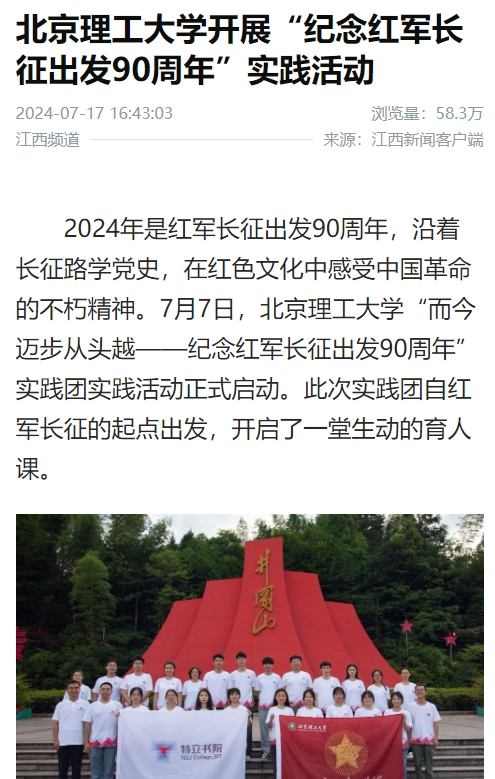 北京理工大学开展“纪念红军长
征出发90周年”实践活动
2024-07-17 16:43:03
浏览量：58.3万
江西频道
来源：江西新闻客户端
2024年是红军长征出发90周年，沿着
长征路学党史，在红色文化中感受中国革命
的不朽精神。7月7日，北京理工大学“而今
迈步从头越——纪念红军长征出发90周年”
实践团实践活动正式启动。此次实践团自红
军长征的起点出发，开启了一堂生动的育人
课。
井冈山
特立书院
TELI College,BIT
北京理工大学